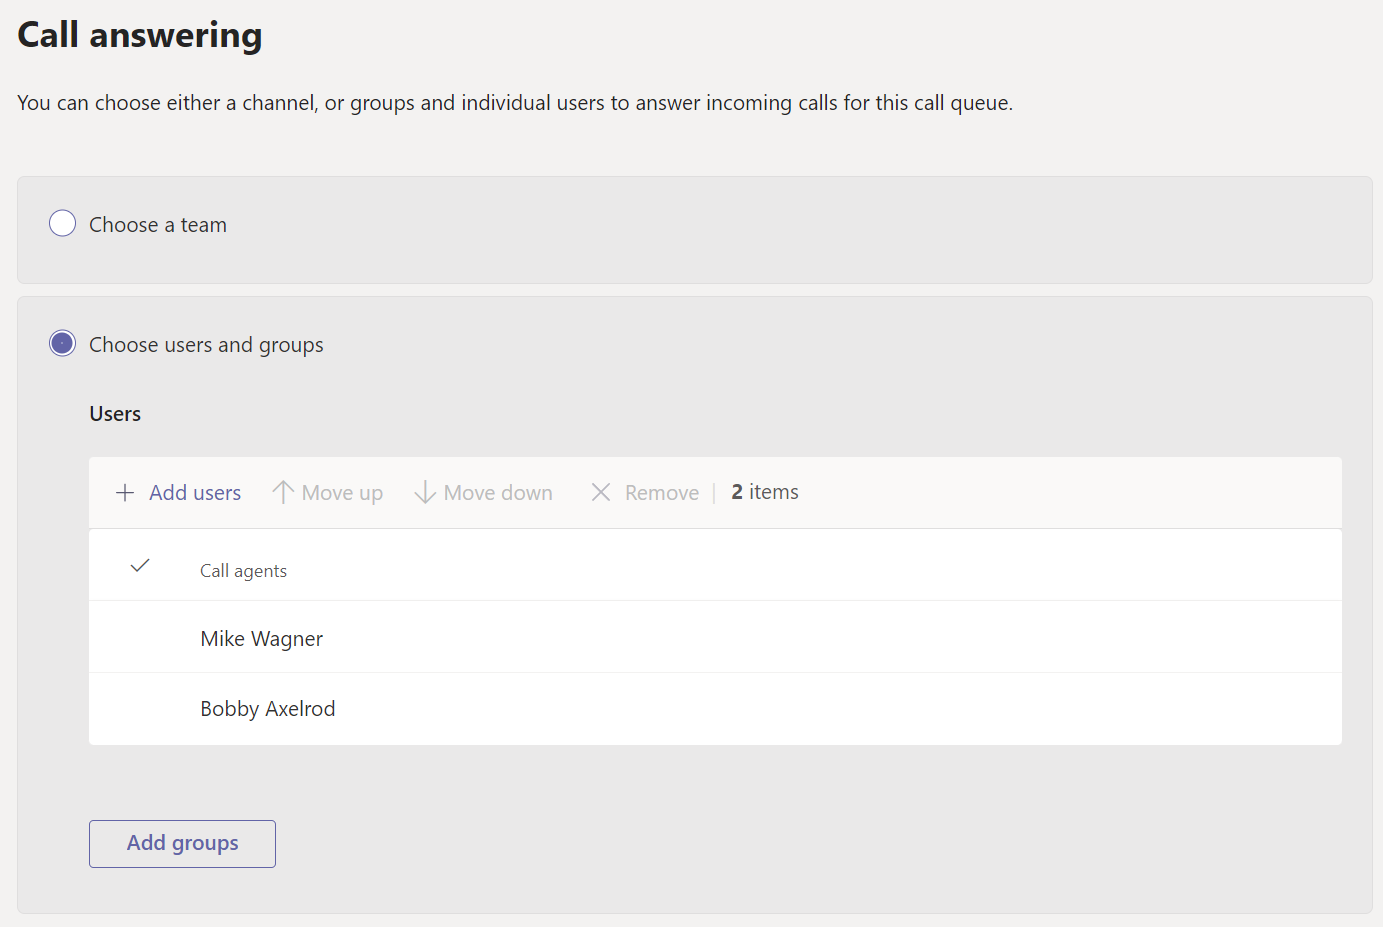 Call answering
You can choose either a channel, or groups and individual users to answer incoming calls for this call queue.
Choose a team
Choose users and groups
Users
Add users Move up Move down Remove 2 items
Call agents
Mike Wagner
Bobby Axelrod
Add groups